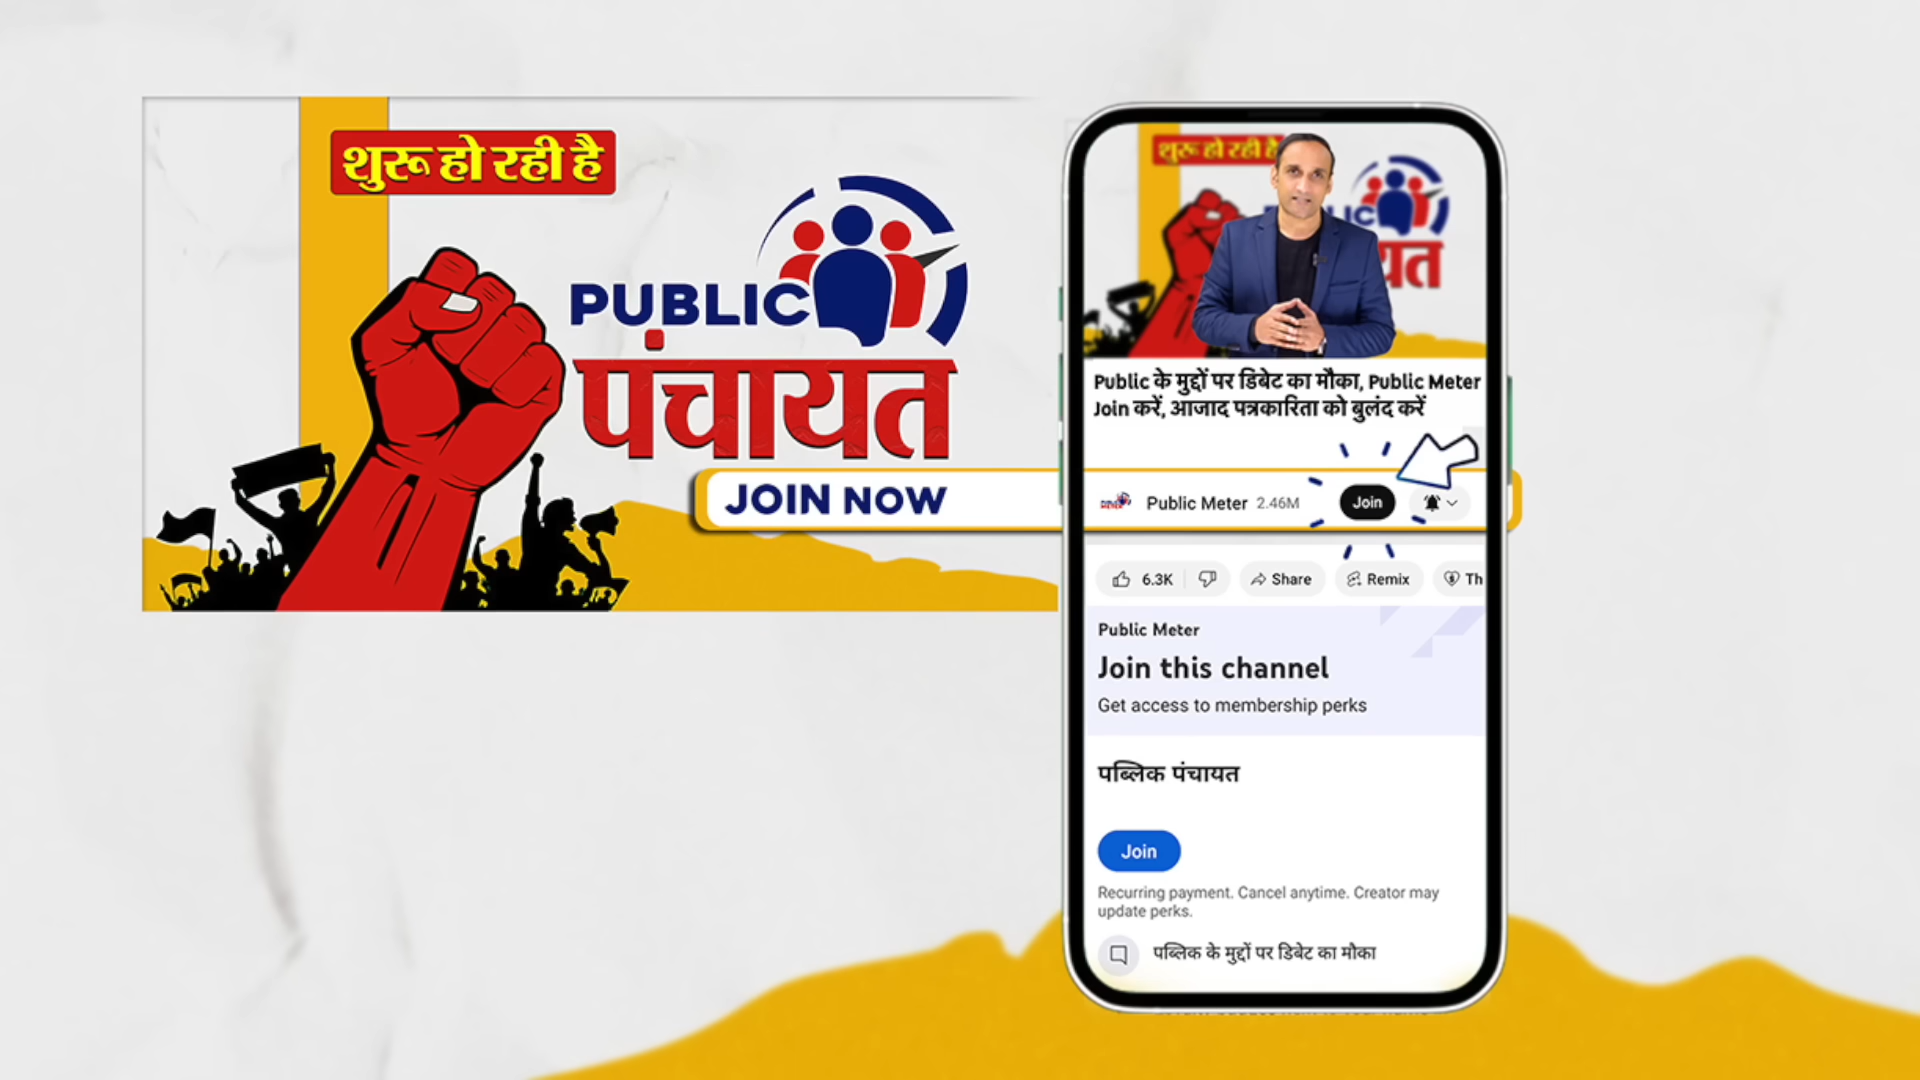 शुरू हो रही है
PUBLIC
पंचायत
JOIN NOW
शुरू हो रही है
Public के मुद्दों पर डिबेट का मौका, Public Meter
Join करें, आजाद पत्रकारिता को बुलंद करें
Public Meter 2.46M Join
6.3K Share Remix Th
Public Meter
Join this channel
Get access to membership perks
पब्लिक पंचायत
Join
Recurring payment. Cancel anytime. Creator may
update perks.
पब्लिक के मुद्दों पर डिबेट का मौका